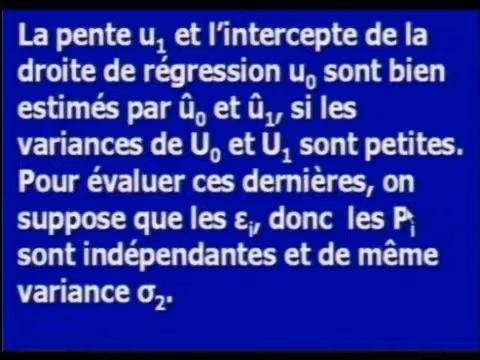 La pente u₁ et l'intercepte de la
droite de régression u₀ sont bien
estimés par û₀ et û₁, si les
variances de U₀ et U₁ sont petites.
Pour évaluer ces dernières, on
suppose que les εᵢ, donc les Pᵢ
sont indépendantes et de même
variance σ₂.